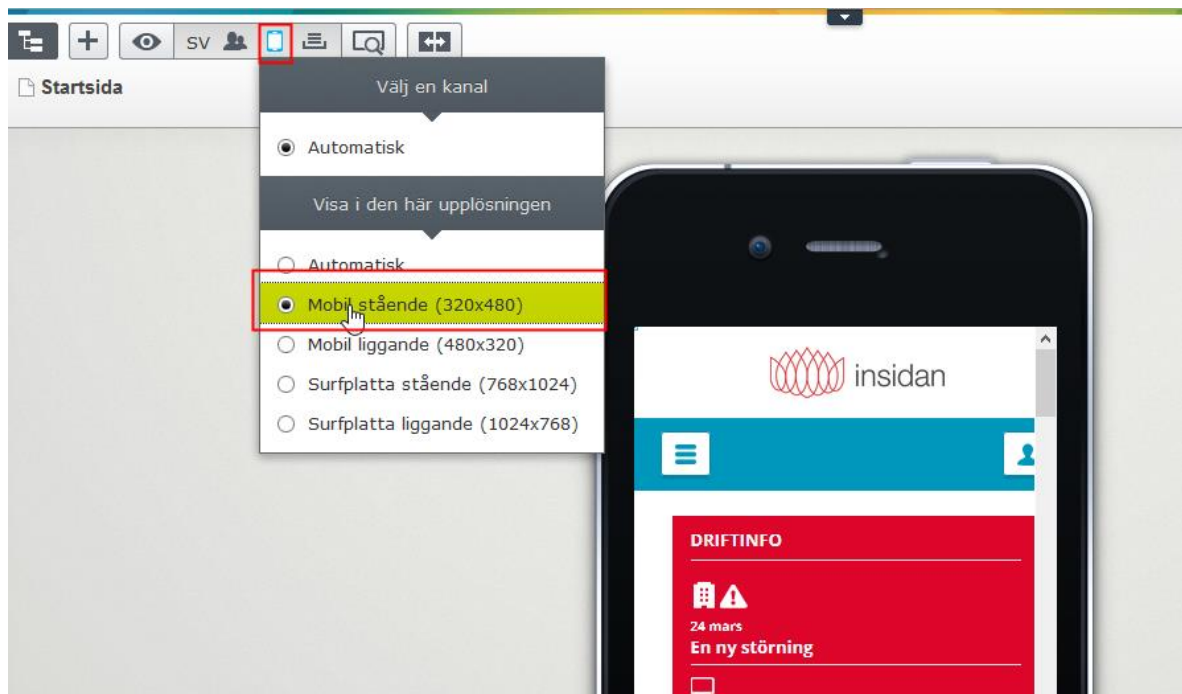 SV
Startsida
Välj en kanal
Automatisk
Visa i den här upplösningen
Automatisk
Mobil stående (320x480)
Mobil liggande (480x320)
Surfplatta stående (768x1024)
Surfplatta liggande (1024x768)
insidan
DRIFTINFO
24 mars
En ny störning